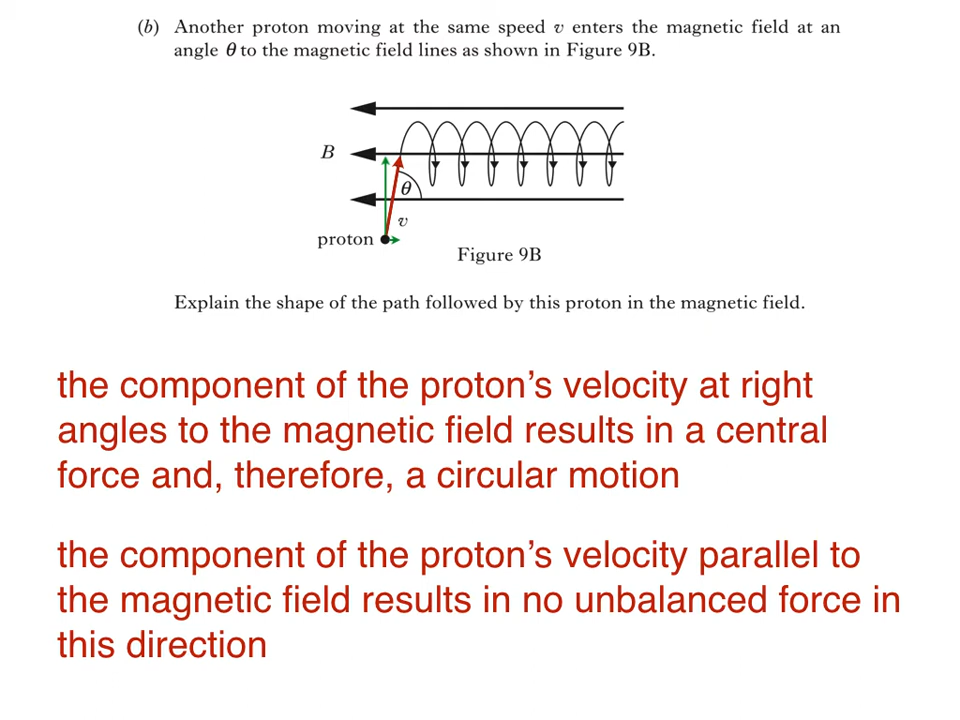 (b) Another proton moving at the same speed v enters the magnetic field at an
angle θ to the magnetic field lines as shown in Figure 9B.
B
θ
v
proton
Figure 9B
Explain the shape of the path followed by this proton in the magnetic field.
the component of the proton’s velocity at right
angles to the magnetic field results in a central
force and, therefore, a circular motion
the component of the proton’s velocity parallel to
the magnetic field results in no unbalanced force in
this direction